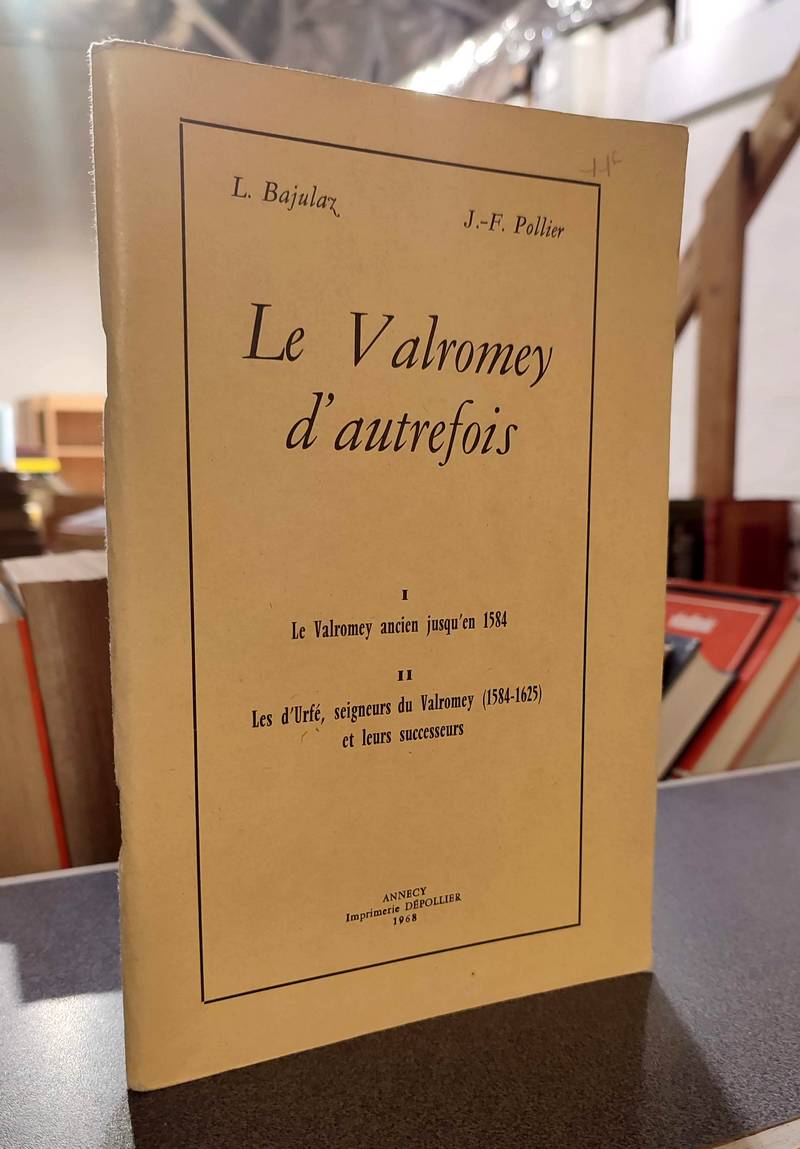 L. Bajulaz
J.-F. Pollier
Le Valromey
d'autrefois
I
Le Valromey ancien jusqu'en 1584
II
Les d'Urfé, seigneurs du Valromey (1584-1625)
et leurs successeurs
ANNECY
Imprimerie DÉPOLLIER
1968